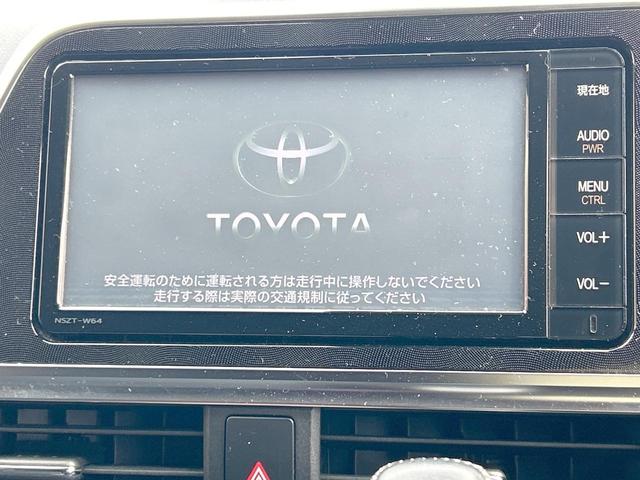 現在地
AUDIO
PWR
MENU
CTRL
VOL+
VOL-
TOYOTA
安全運転のために運転される方は走行中に操作しないでください
走行する際は実際の交通規制に従ってください
NSZT-W64